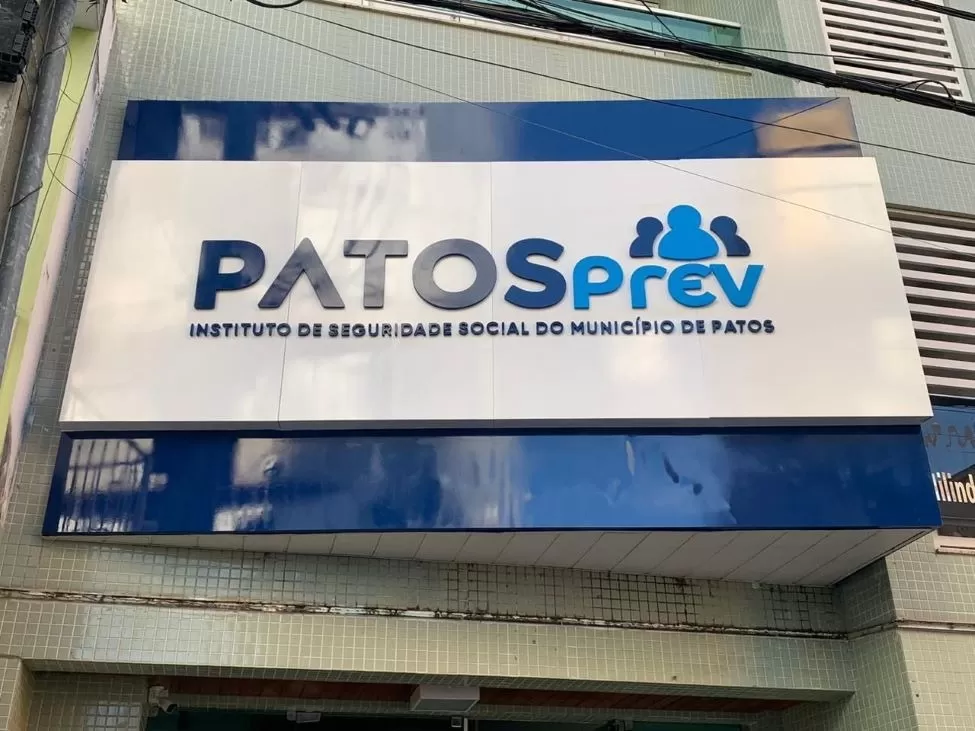 PATOSprev
INSTITUTO DE SEGURIDADE SOCIAL DO MUNICÍPIO DE PATOS